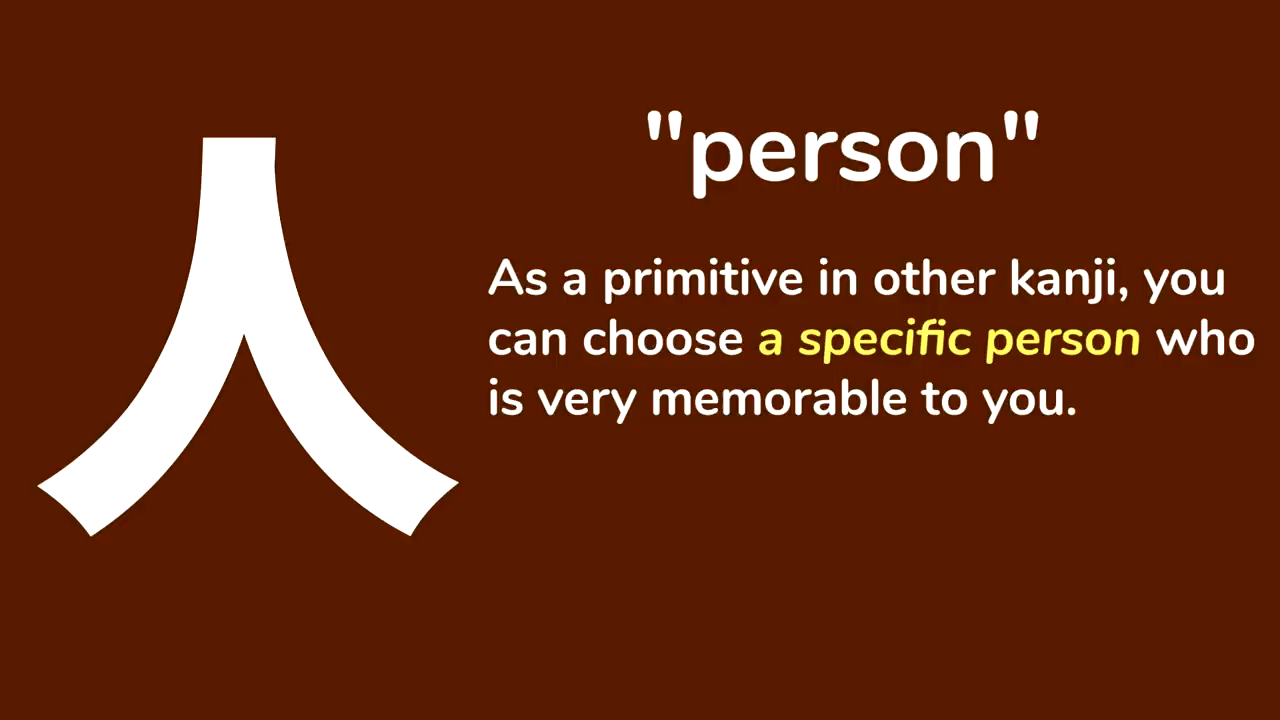 人
"person"
As a primitive in other kanji, you
can choose a specific person who
is very memorable to you.